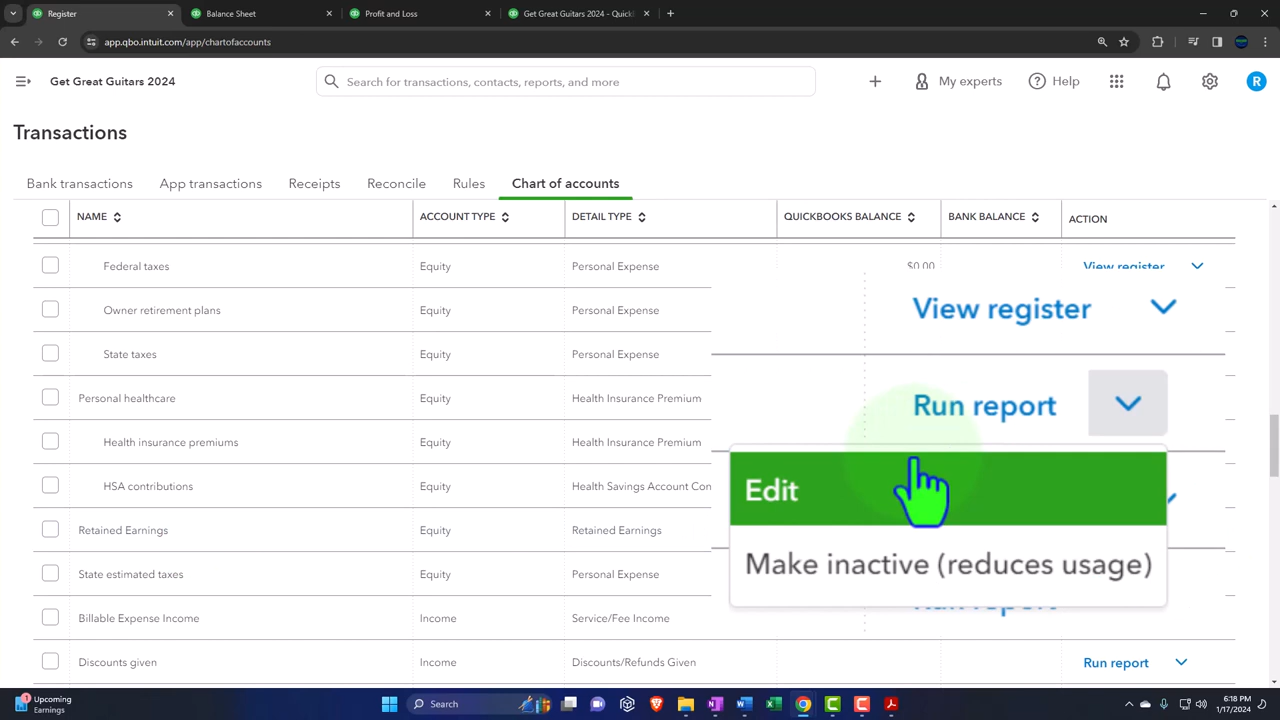 Register
Balance Sheet
Profit and Loss
Get Great Guitars 2024 - Quick
app.qbo.intuit.com/app/chartofaccounts
Get Great Guitars 2024
Search for transactions, contacts, reports, and more
My experts
Help
R
Transactions
Bank transactions
App transactions
Receipts
Reconcile
Rules
Chart of accounts
NAME ACCOUNT TYPE DETAIL TYPE QUICKBOOKS BALANCE BANK BALANCE ACTION
Federal taxes Equity Personal Expense $0.00 View register
Owner retirement plans Equity Personal Expense
View register
State taxes Equity Personal Expense
Personal healthcare Equity Health Insurance Premium
Run report
Health insurance premiums Equity Health Insurance Premium
HSA contributions Equity Health Savings Account Con
Edit
Retained Earnings Equity Retained Earnings
State estimated taxes Equity Personal Expense
Make inactive (reduces usage)
Billable Expense Income Income Service/Fee Income
Run report
Discounts given Income Discounts/Refunds Given Run report
1
Upcoming
Earnings
Search
6:18 PM
1/17/2024